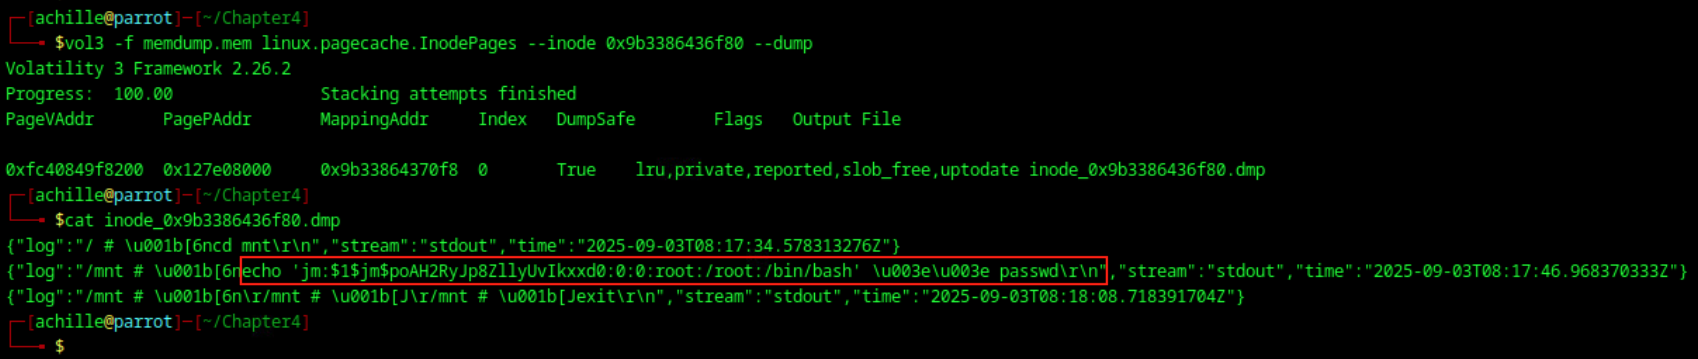 ┌─[achille@parrot]─[~/Chapter4]
└──╼ $vol3 -f memdump.mem linux.pagecache.InodePages --inode 0x9b3386436f80 --dump
Volatility 3 Framework 2.26.2
Progress:  100.00               Stacking attempts finished
PageVAddr       PagePAddr       MappingAddr     Index   DumpSafe        Flags   Output File
0xfc40849f8200  0x127e08000     0x9b33864370f8  0       True    lru,private,reported,slob_free,uptodate inode_0x9b3386436f80.dmp
┌─[achille@parrot]─[~/Chapter4]
└──╼ $cat inode_0x9b3386436f80.dmp
{"log":"/ # \u001b[6ncd mnt\r\n","stream":"stdout","time":"2025-09-03T08:17:34.578313276Z"}
{"log":"/mnt # \u001b[6necho 'jm:$1$jm$poAH2RyJp8ZllyUvIkxxd0:0:0:root:/root:/bin/bash' \u003e\u003e passwd\r\n","stream":"stdout","time":"2025-09-03T08:17:46.968370333Z"}
{"log":"/mnt # \u001b[6n\r/mnt # \u001b[J\r/mnt # \u001b[Jexit\r\n","stream":"stdout","time":"2025-09-03T08:18:08.718391704Z"}
┌─[achille@parrot]─[~/Chapter4]
└──╼ $